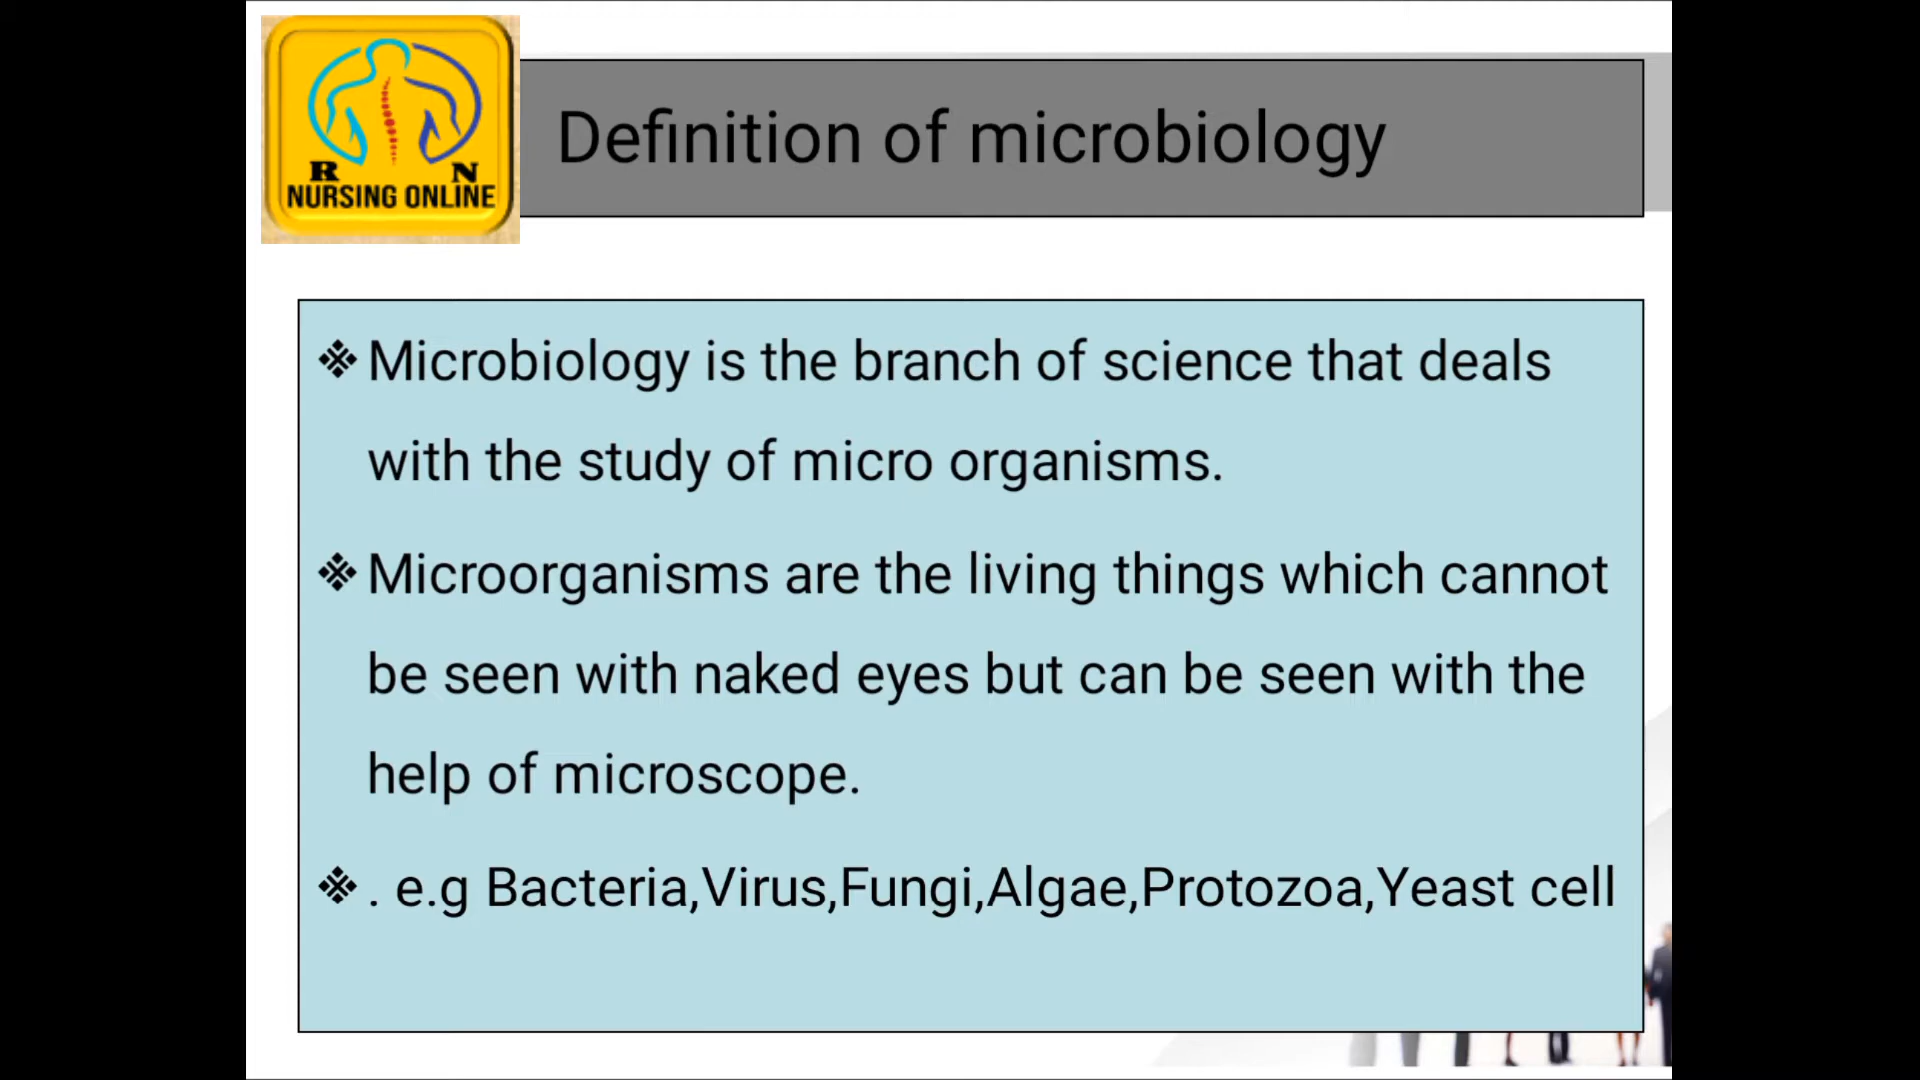 R N
NURSING ONLINE
Definition of microbiology
❖ Microbiology is the branch of science that deals
with the study of micro organisms.
❖ Microorganisms are the living things which cannot
be seen with naked eyes but can be seen with the
help of microscope.
❖ . e.g Bacteria,Virus,Fungi,Algae,Protozoa,Yeast cell